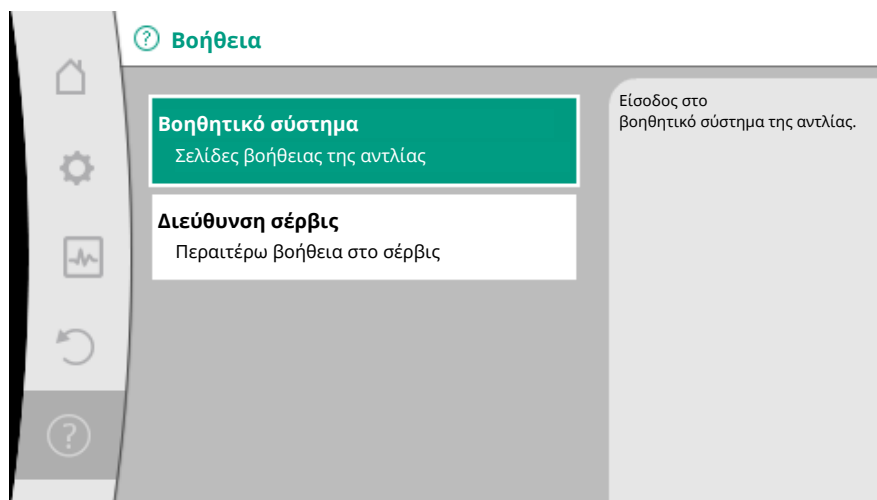 Βοήθεια
Βοηθητικό σύστημα
Σελίδες βοήθειας της αντλίας
Διεύθυνση σέρβις
Περαιτέρω βοήθεια στο σέρβις
Είσοδος στο
βοηθητικό σύστημα της αντλίας.